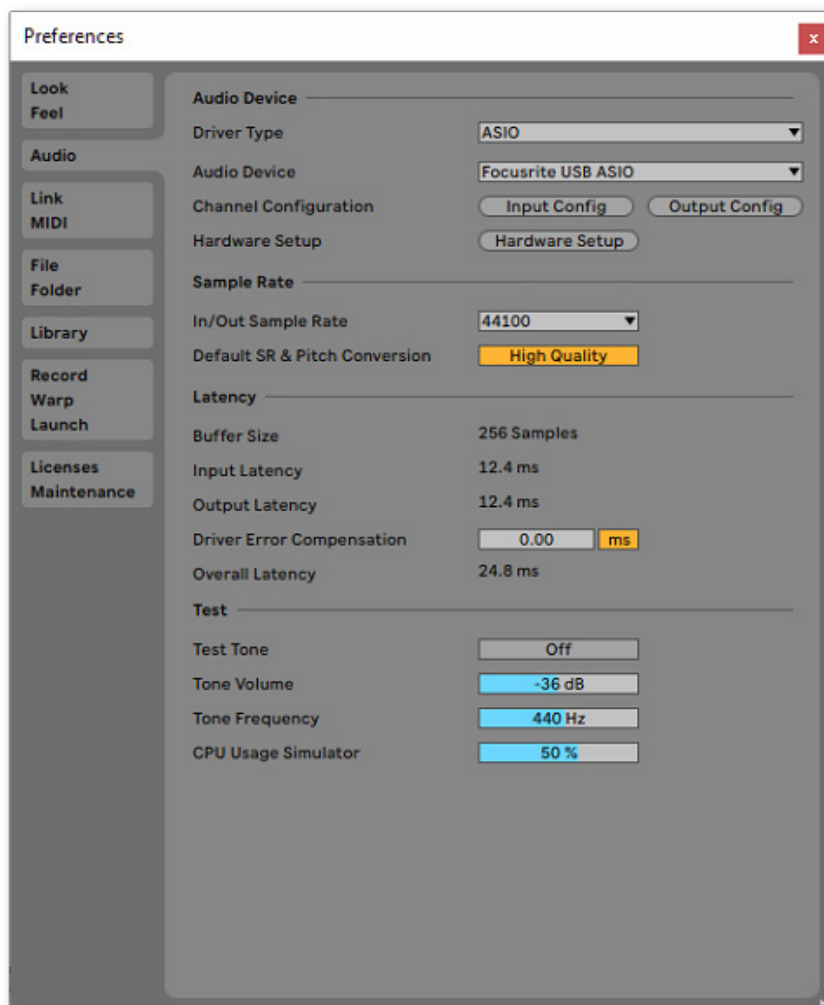 Preferences
x
Look
Feel
Audio
Link
MIDI
File
Folder
Library
Record
Warp
Launch
Licenses
Maintenance
Audio Device
Driver Type ASIO
Audio Device Focusrite USB ASIO
Channel Configuration Input Config Output Config
Hardware Setup Hardware Setup
Sample Rate
In/Out Sample Rate 44100
Default SR & Pitch Conversion High Quality
Latency
Buffer Size 256 Samples
Input Latency 12.4 ms
Output Latency 12.4 ms
Driver Error Compensation 0.00 ms
Overall Latency 24.8 ms
Test
Test Tone Off
Tone Volume -36 dB
Tone Frequency 440 Hz
CPU Usage Simulator 50 %